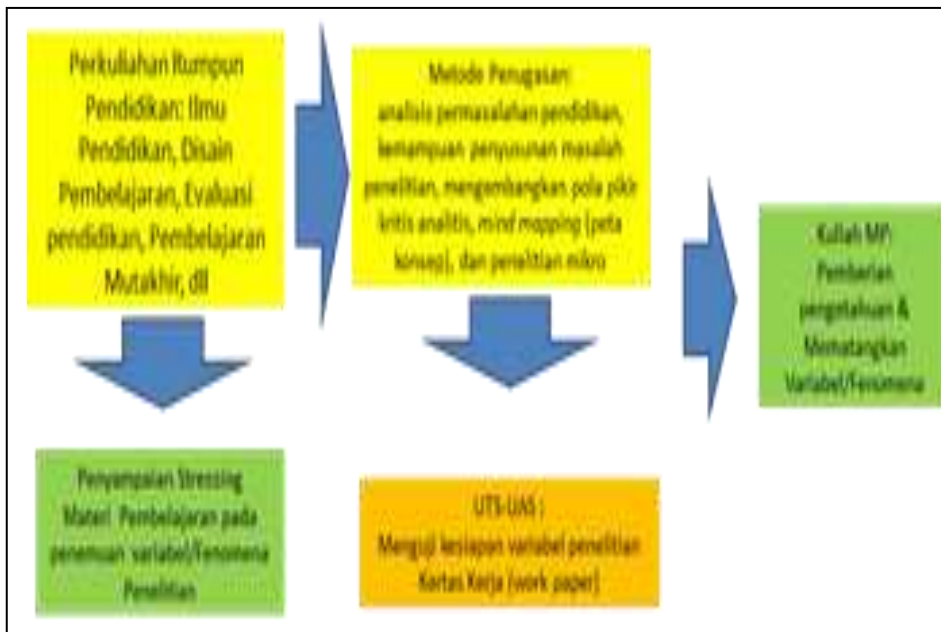 Perkuliahan Rumpun
Pendidikan: Ilmu
Pendidikan, Disain
Pembelajaran, Evaluasi
pendidikan, Pembelajaran
Mutakhir, dll
Metode Penugasan:
analisis permasalahan pendidikan,
kemampuan penyusunan masalah
penelitian, mengembangkan pola pikir
kritis analitis, mind mapping (peta
konsep), dan penelitian mikro
Kuliah MP:
Pemberian
pengetahuan &
Mematangkan
Variabel/Fenomena
Penyampaian Stressing
Materi Pembelajaran pada
penemuan variabel/Fenomena
Penelitian
UTS-UAS :
Menguji kesiapan variabel penelitian
Kertas Kerja (work paper)